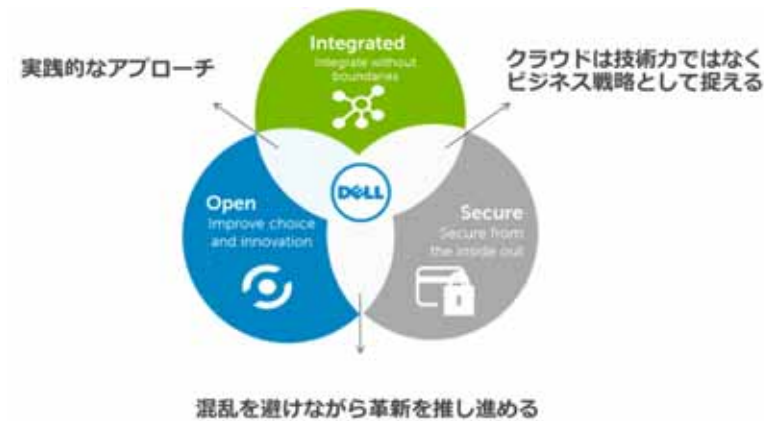 Integrated
Integrate without
boundaries
実践的なアプローチ
クラウドは技術力ではなく
ビジネス戦略として捉える
DELL
Open
Improve choice
and innovation
Secure
Secure from
the inside out
混乱を避けながら革新を推し進める